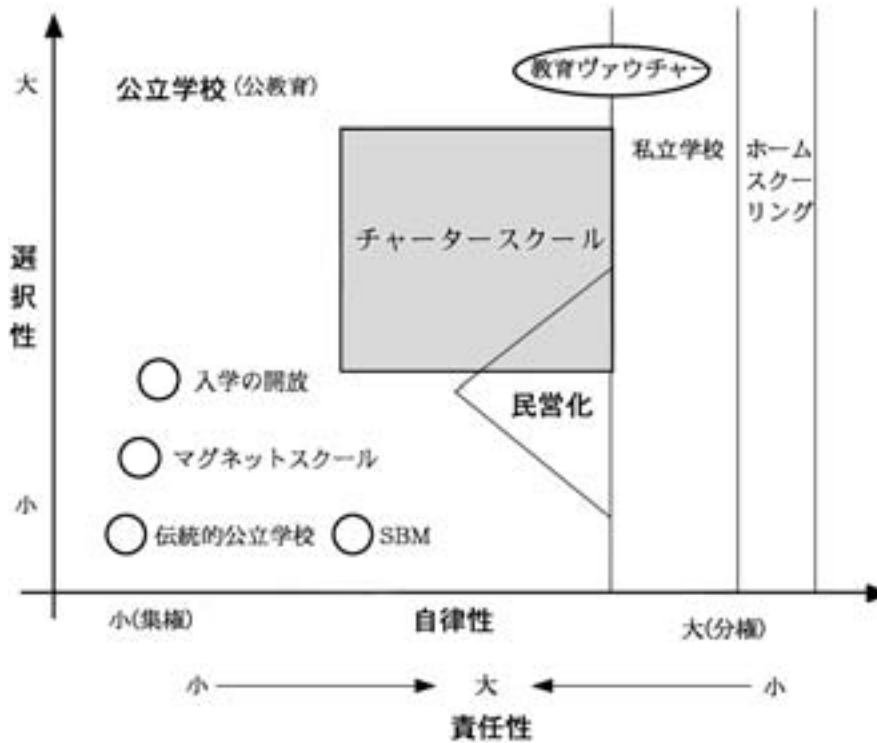 教育ヴァウチャー
大
公立学校 (公教育)
私立学校
ホーム
スクー
リング
チャータースクール
選
択
性
入学の開放
民営化
マグネットスクール
小
伝統的公立学校
SBM
小(集権)
自律性
大(分権)
小
大
小
責任性